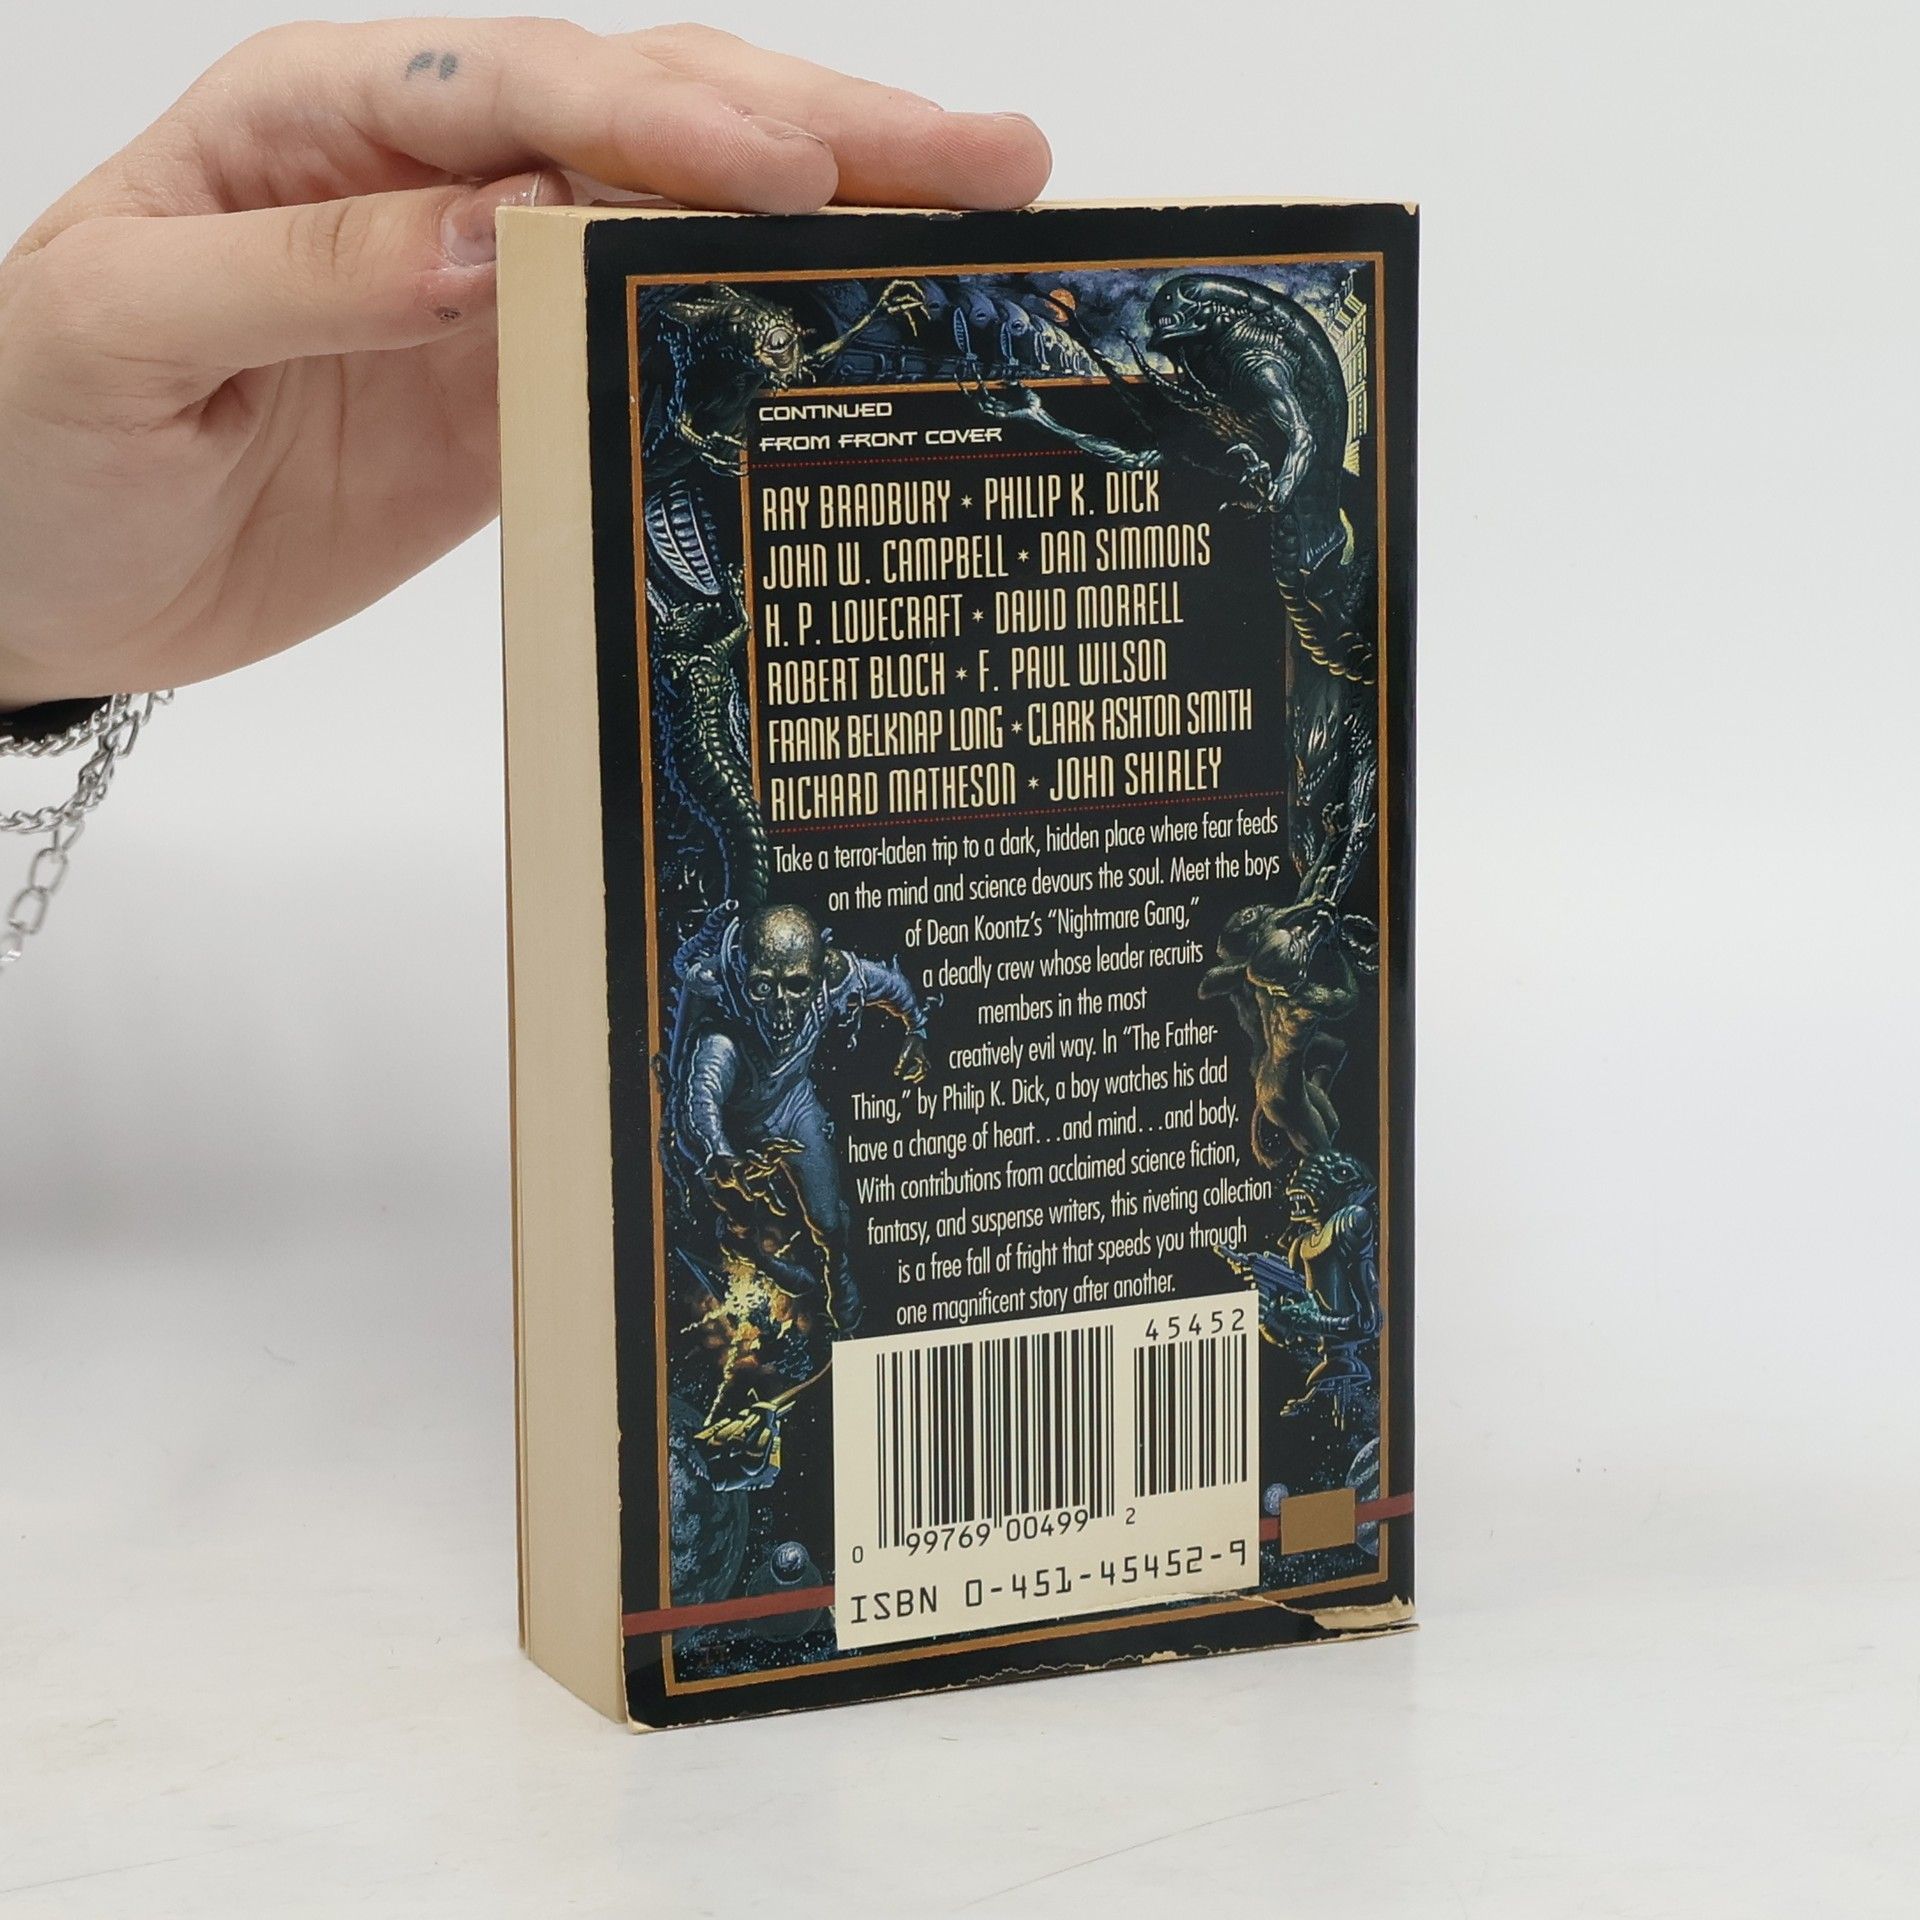 CONTINUED
FROM FRONT COVER
RAY BRADBURY * PHILIP K. DICK
JOHN W. CAMPBELL * DAN SIMMONS
H. P. LOVECRAFT * DAVID MORRELL
ROBERT BLOCH * F. PAUL WILSON
FRANK BELKNAP LONG * CLARK ASHTON SMITH
RICHARD MATHESON * JOHN SHIRLEY
Take a terror-laden trip to a dark, hidden place where fear feeds
on the mind and science devours the soul. Meet the boys
of Dean Koontz's “Nightmare Gang,”
a deadly crew whose leader recruits
members in the most
creatively evil way. In “The Father-
Thing,” by Philip K. Dick, a boy watches his dad
have a change of heart...and mind...and body.
With contributions from acclaimed science fiction,
fantasy, and suspense writers, this riveting collection
is a free fall of fright that speeds you through
one magnificent story after another.
45452
0 99769 00499 2
ISBN 0-451-45452-9